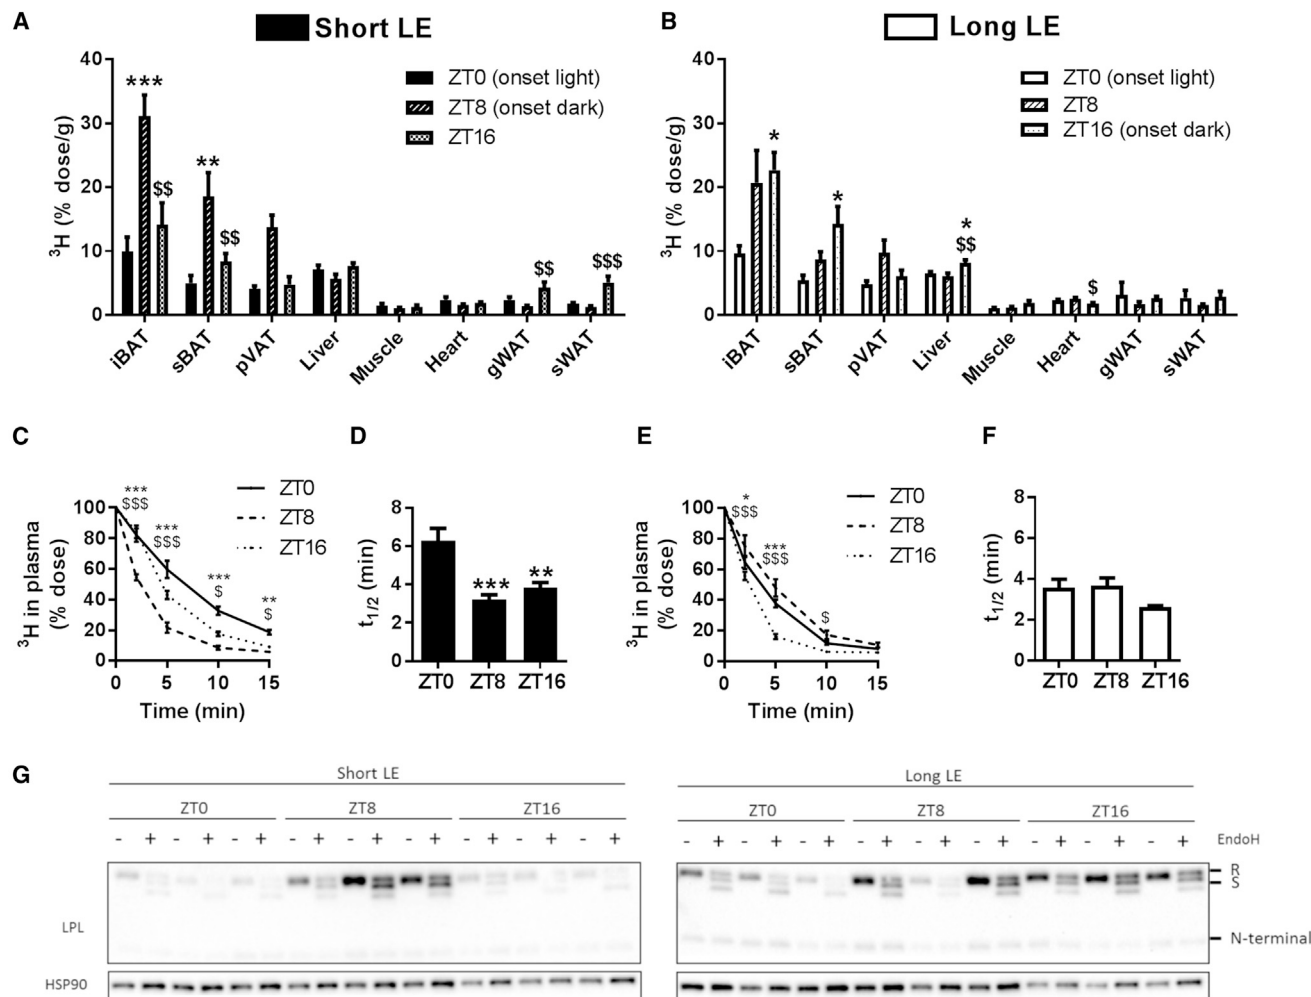 A
Short LE
ZT0 (onset light)
ZT8 (onset dark)
ZT16
³H (% dose/g)
40
30
20
10
0
***
$$
**
$$
$$
$$$
iBAT
sBAT
pVAT
Liver
Muscle
Heart
gWAT
sWAT
B
Long LE
ZT0 (onset light)
ZT8
ZT16 (onset dark)
³H (% dose/g)
40
30
20
10
0
*
*
*
$$
$
iBAT
sBAT
pVAT
Liver
Muscle
Heart
gWAT
sWAT
C
ZT0
ZT8
ZT16
³H in plasma
(% dose)
100
80
60
40
20
0
***
$$$
***
$$$
***
$
**
$
0 5 10 15
Time (min)
D
t1/2 (min)
8
6
4
2
0
***
**
ZT0 ZT8 ZT16
E
ZT0
ZT8
ZT16
³H in plasma
(% dose)
100
80
60
40
20
0
*
$$$
***
$$$
$
0 5 10 15
Time (min)
F
t1/2 (min)
8
6
4
2
0
ZT0 ZT8 ZT16
G
Short LE
ZT0 ZT8 ZT16
- + - + - + - + - + - + - + - + - +
Long LE
ZT0 ZT8 ZT16
- + - + - + - + - + - + - + - + - +
EndoH
R
S
LPL
N-terminal
HSP90